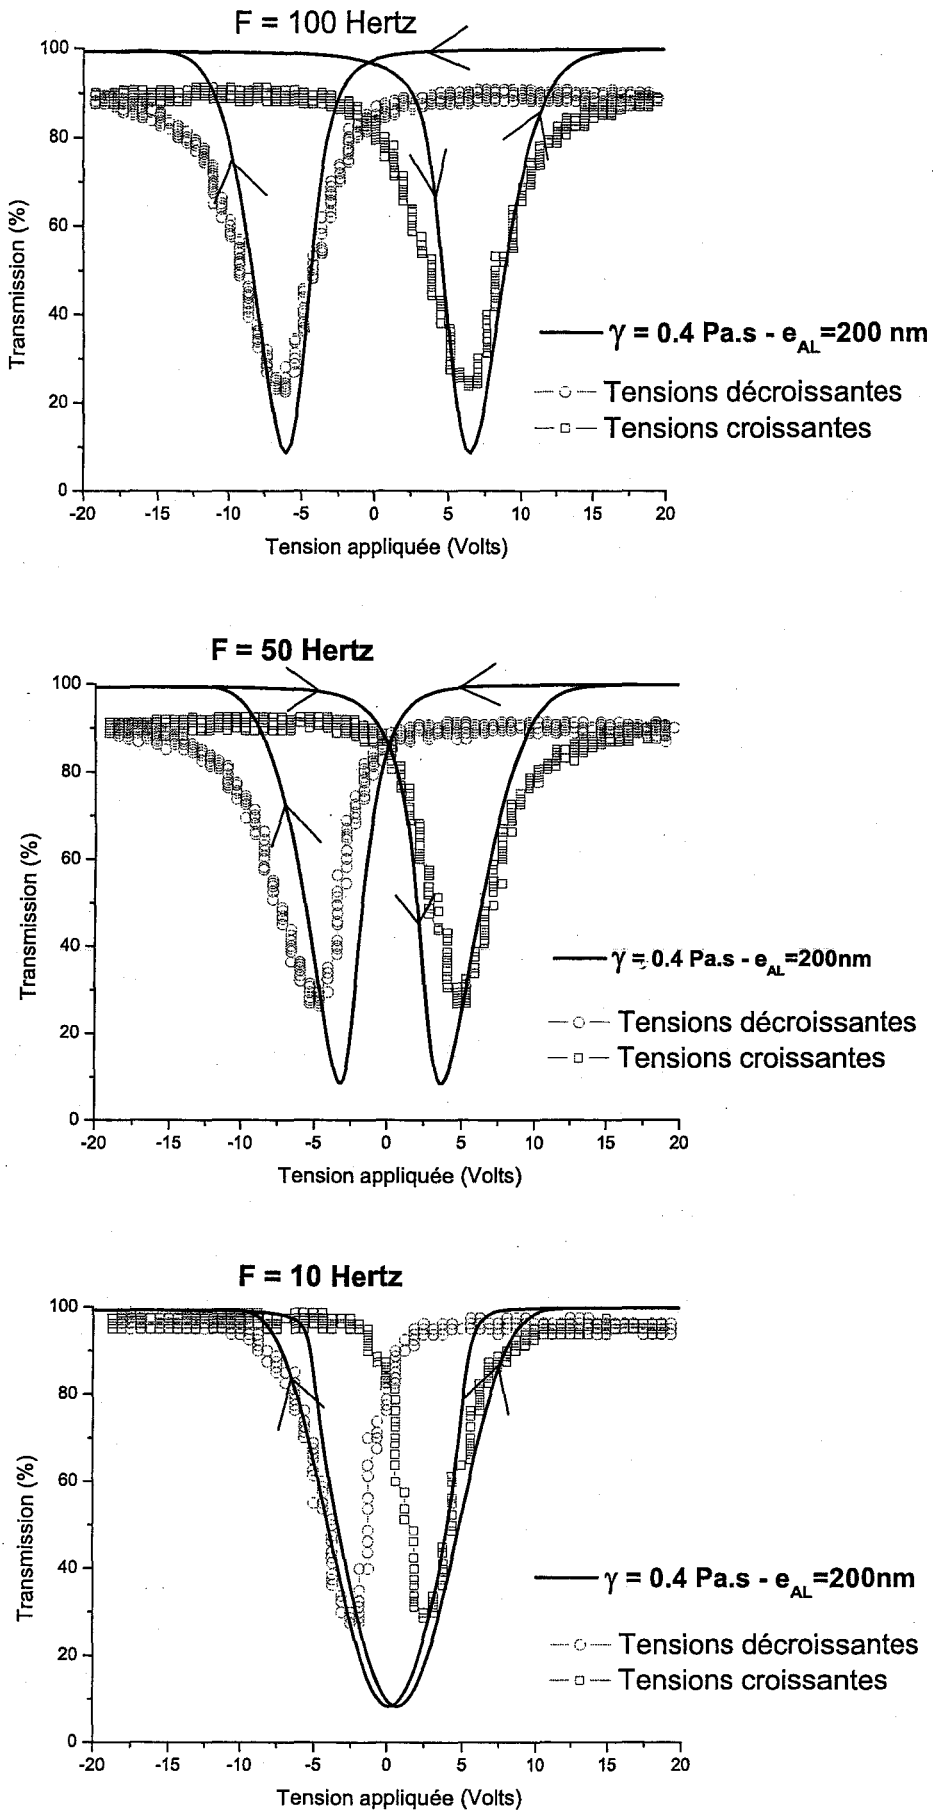 F = 100 Hertz
100
80
60
40
20
0
Transmission (%)
γ = 0.4 Pa.s - eAL=200 nm
Tensions décroissantes
Tensions croissantes
-20 -15 -10 -5 0 5 10 15 20
Tension appliquée (Volts)
F = 50 Hertz
100
80
60
40
20
0
Transmission (%)
γ = 0.4 Pa.s - eAL=200nm
Tensions décroissantes
Tensions croissantes
-20 -15 -10 -5 0 5 10 15 20
Tension appliquée (Volts)
F = 10 Hertz
100
80
60
40
20
0
Transmission (%)
γ = 0.4 Pa.s - eAL=200nm
Tensions décroissantes
Tensions croissantes
-20 -15 -10 -5 0 5 10 15 20
Tension appliquée (Volts)